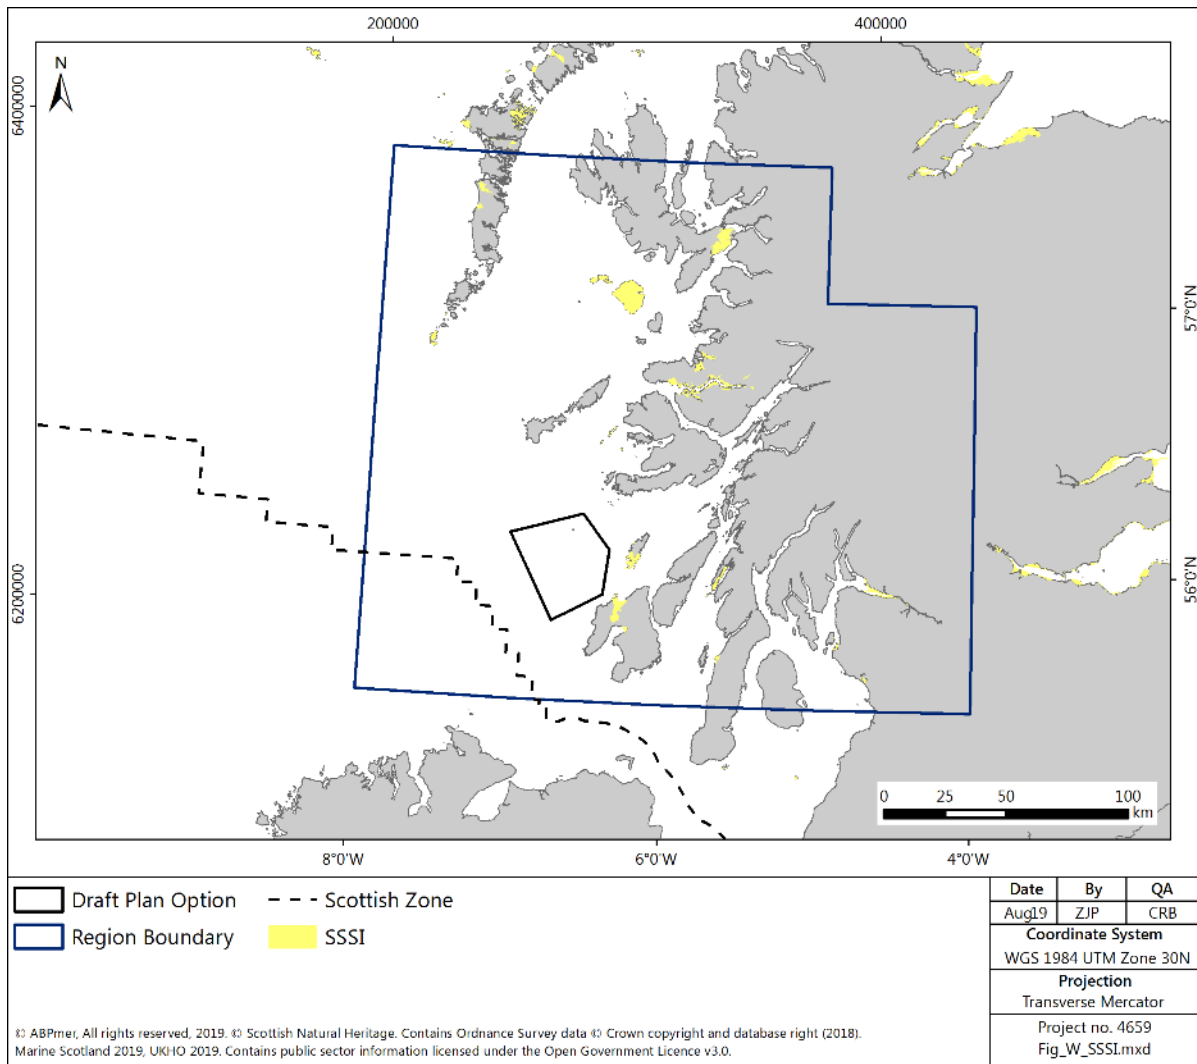 200000 400000
N
6400000
57°0'N
6200000
56°0'N
0 25 50 100
km
8°0'W 6°0'W 4°0'W
Draft Plan Option Scottish Zone
Region Boundary SSSI
Date By QA
Aug19 ZJP CRB
Coordinate System
WGS 1984 UTM Zone 30N
Projection
Transverse Mercator
Project no. 4659
Fig_W_SSSI.mxd
© ABPmer, All rights reserved, 2019. © Scottish Natural Heritage. Contains Ordnance Survey data © Crown copyright and database right (2018).
Marine Scotland 2019, UKHO 2019. Contains public sector information licensed under the Open Government Licence v3.0.